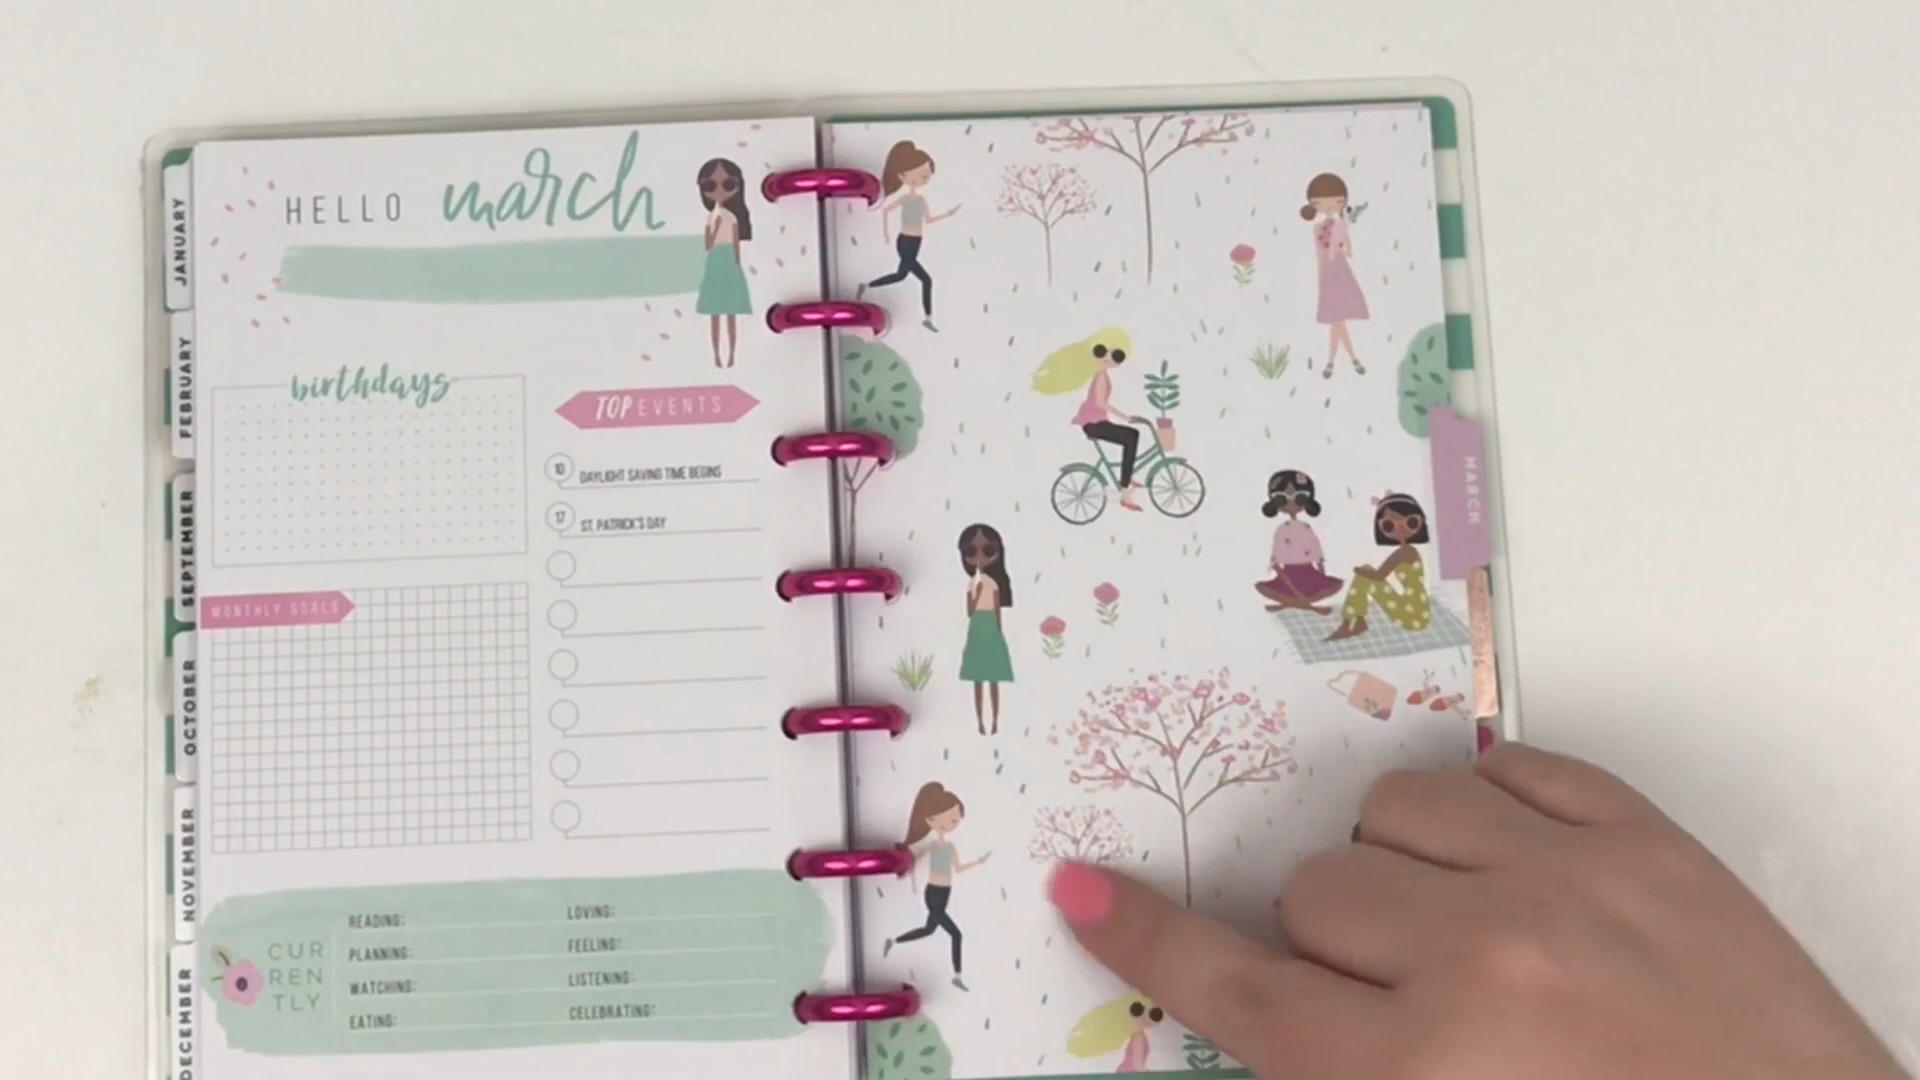 HELLO march
birthdays
TOP EVENTS
10 DAYLIGHT SAVING TIME BEGINS
17 ST. PATRICK'S DAY
MONTHLY GOALS
CUR
REN
TLY
READING:
PLANNING:
WATCHING:
EATING:
LOVING:
FEELING:
LISTENING:
CELEBRATING:
JANUARY
FEBRUARY
SEPTEMBER
OCTOBER
NOVEMBER
DECEMBER
MARCH